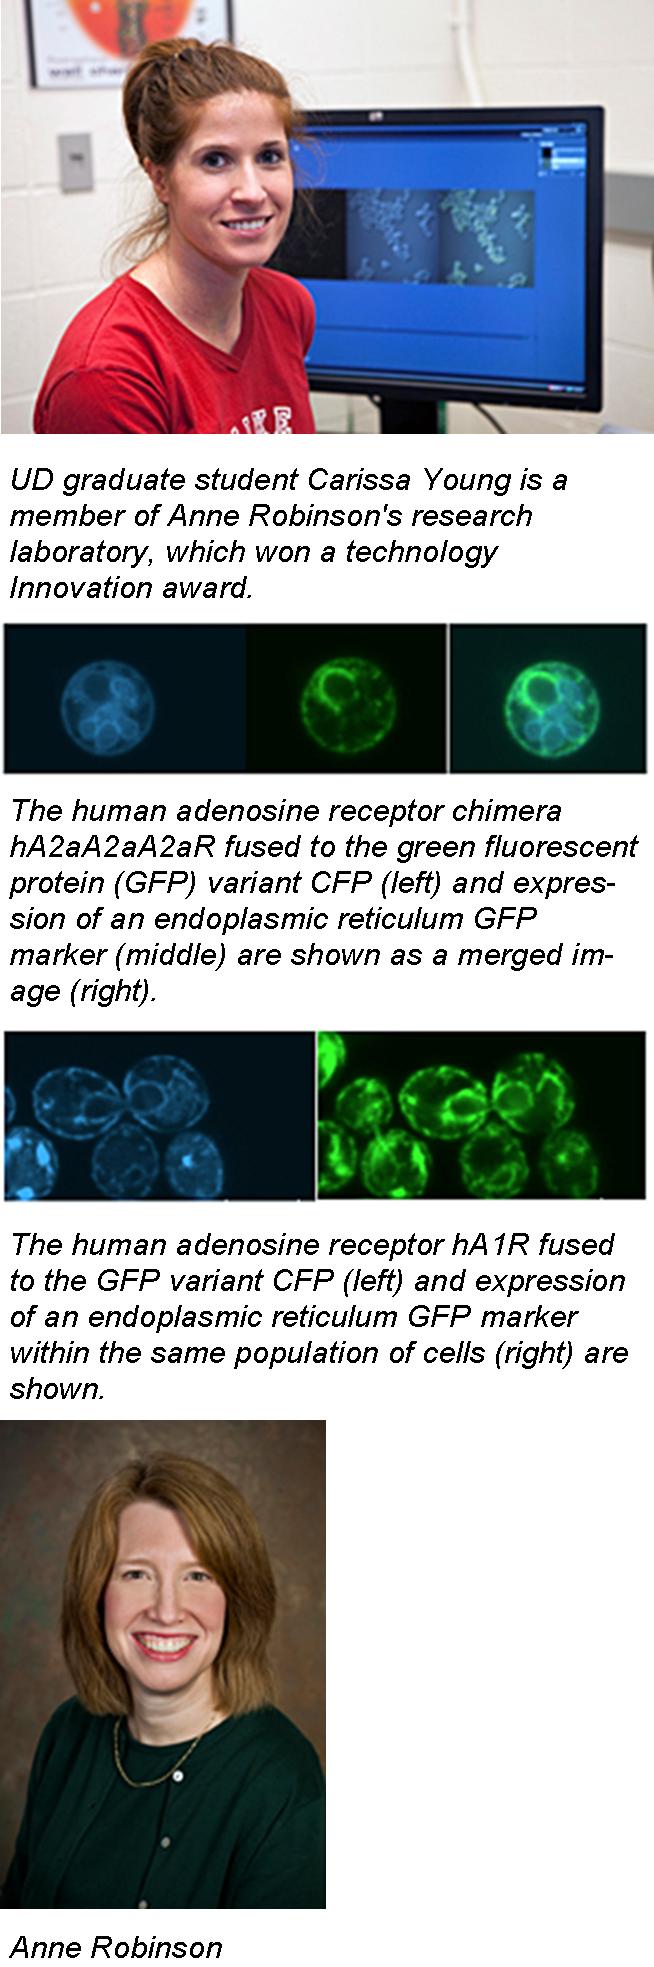 UD graduate student Carissa Young is a
member of Anne Robinson's research
laboratory, which won a technology
Innovation award.
The human adenosine receptor chimera
hA2aA2aA2aR fused to the green fluorescent
protein (GFP) variant CFP (left) and expres-
sion of an endoplasmic reticulum GFP
marker (middle) are shown as a merged im-
age (right).
The human adenosine receptor hA1R fused
to the GFP variant CFP (left) and expression
of an endoplasmic reticulum GFP marker
within the same population of cells (right) are
shown.
Anne Robinson